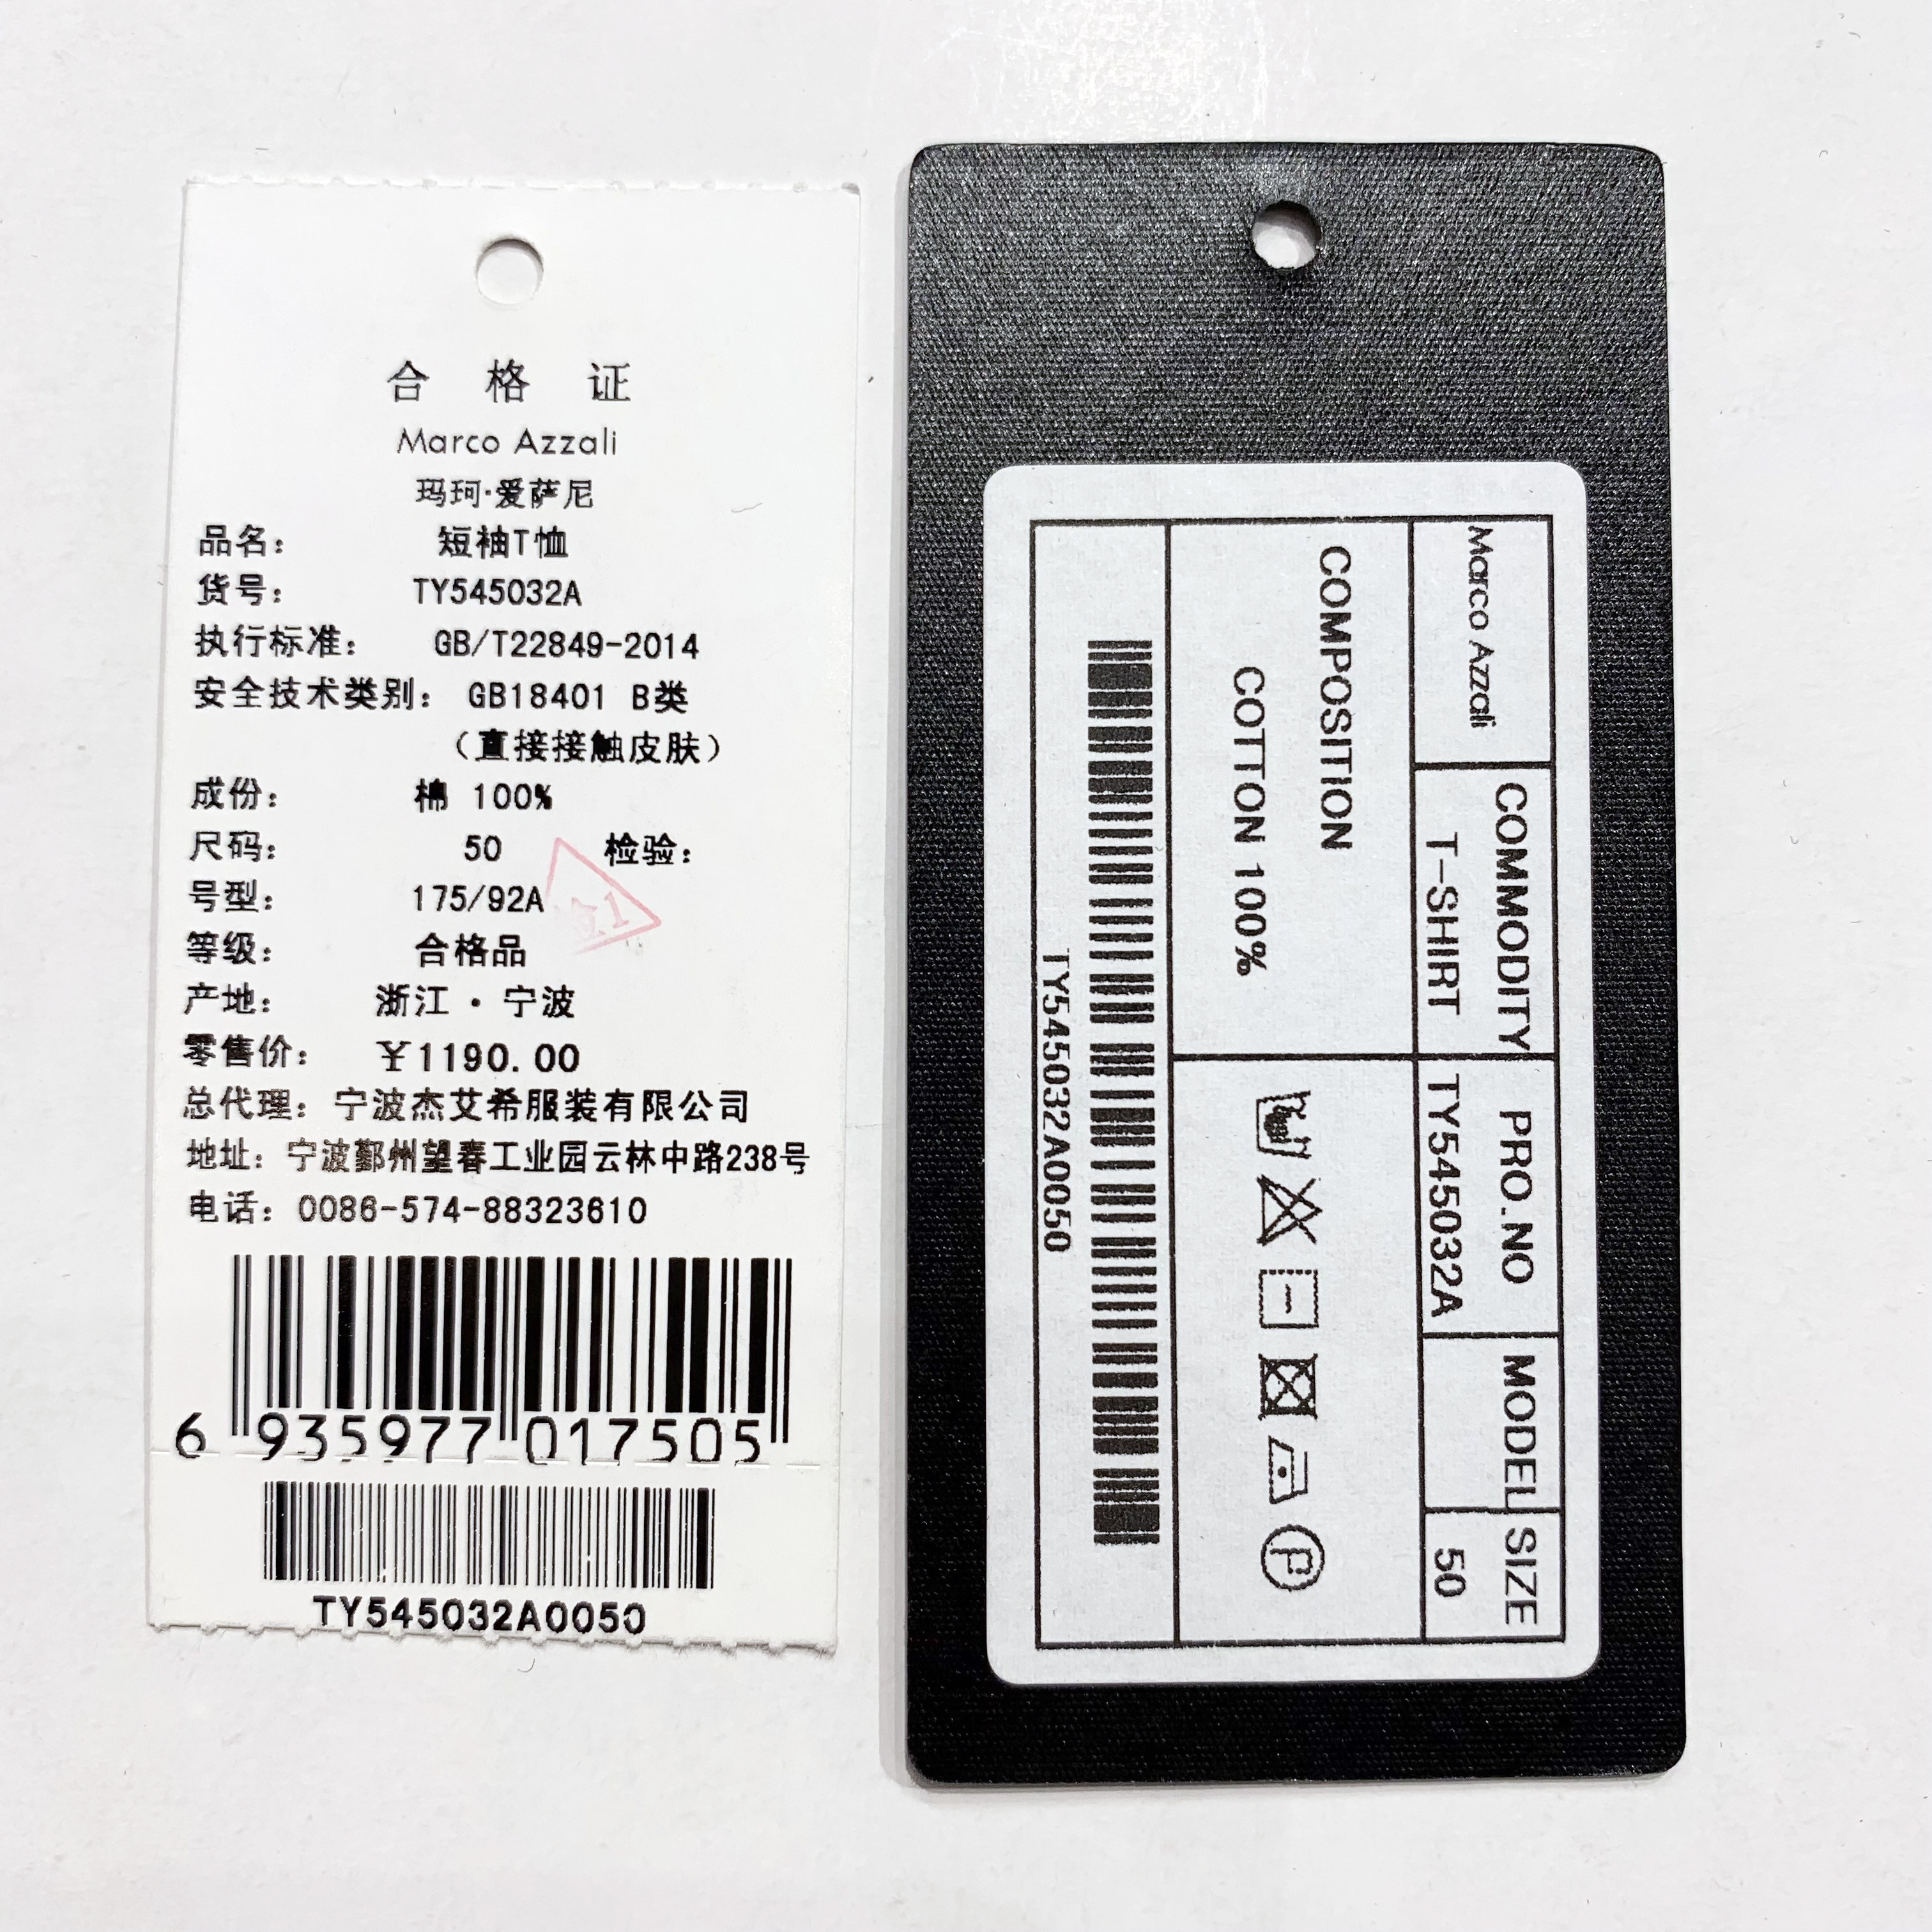 合格证
Marco Azzali
玛珂·爱萨尼
品名： 短袖T恤
货号： TY545032A
执行标准： GB/T22849-2014
安全技术类别： GB18401 B类
（直接接触皮肤）
成份： 棉 100%
尺码： 50 检验：
号型： 175/92A
等级： 合格品
产地： 浙江·宁波
零售价： ￥1190.00
总代理：宁波杰艾希服装有限公司
地址：宁波鄞州望春工业园云林中路238号
电话：0086-574-88323610
6 935977 017505
TY545032A0050
Marco Azzali
COMMODITY
T-SHIRT
PRO.NO
TY545032A
MODEL
SIZE
50
COMPOSITION
COTTON 100%
P
TY545032A0050